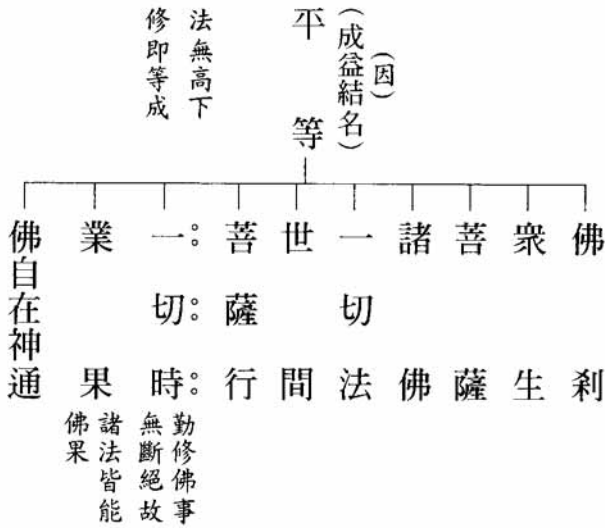 (因)
(成益結名)
平等
法無高下
修即等成
佛剎
衆生
菩薩
諸佛
一切法
世間
菩薩行
一切時：：：
勤修佛事
無斷絕故
業果
諸法皆能
佛果
佛自在神通